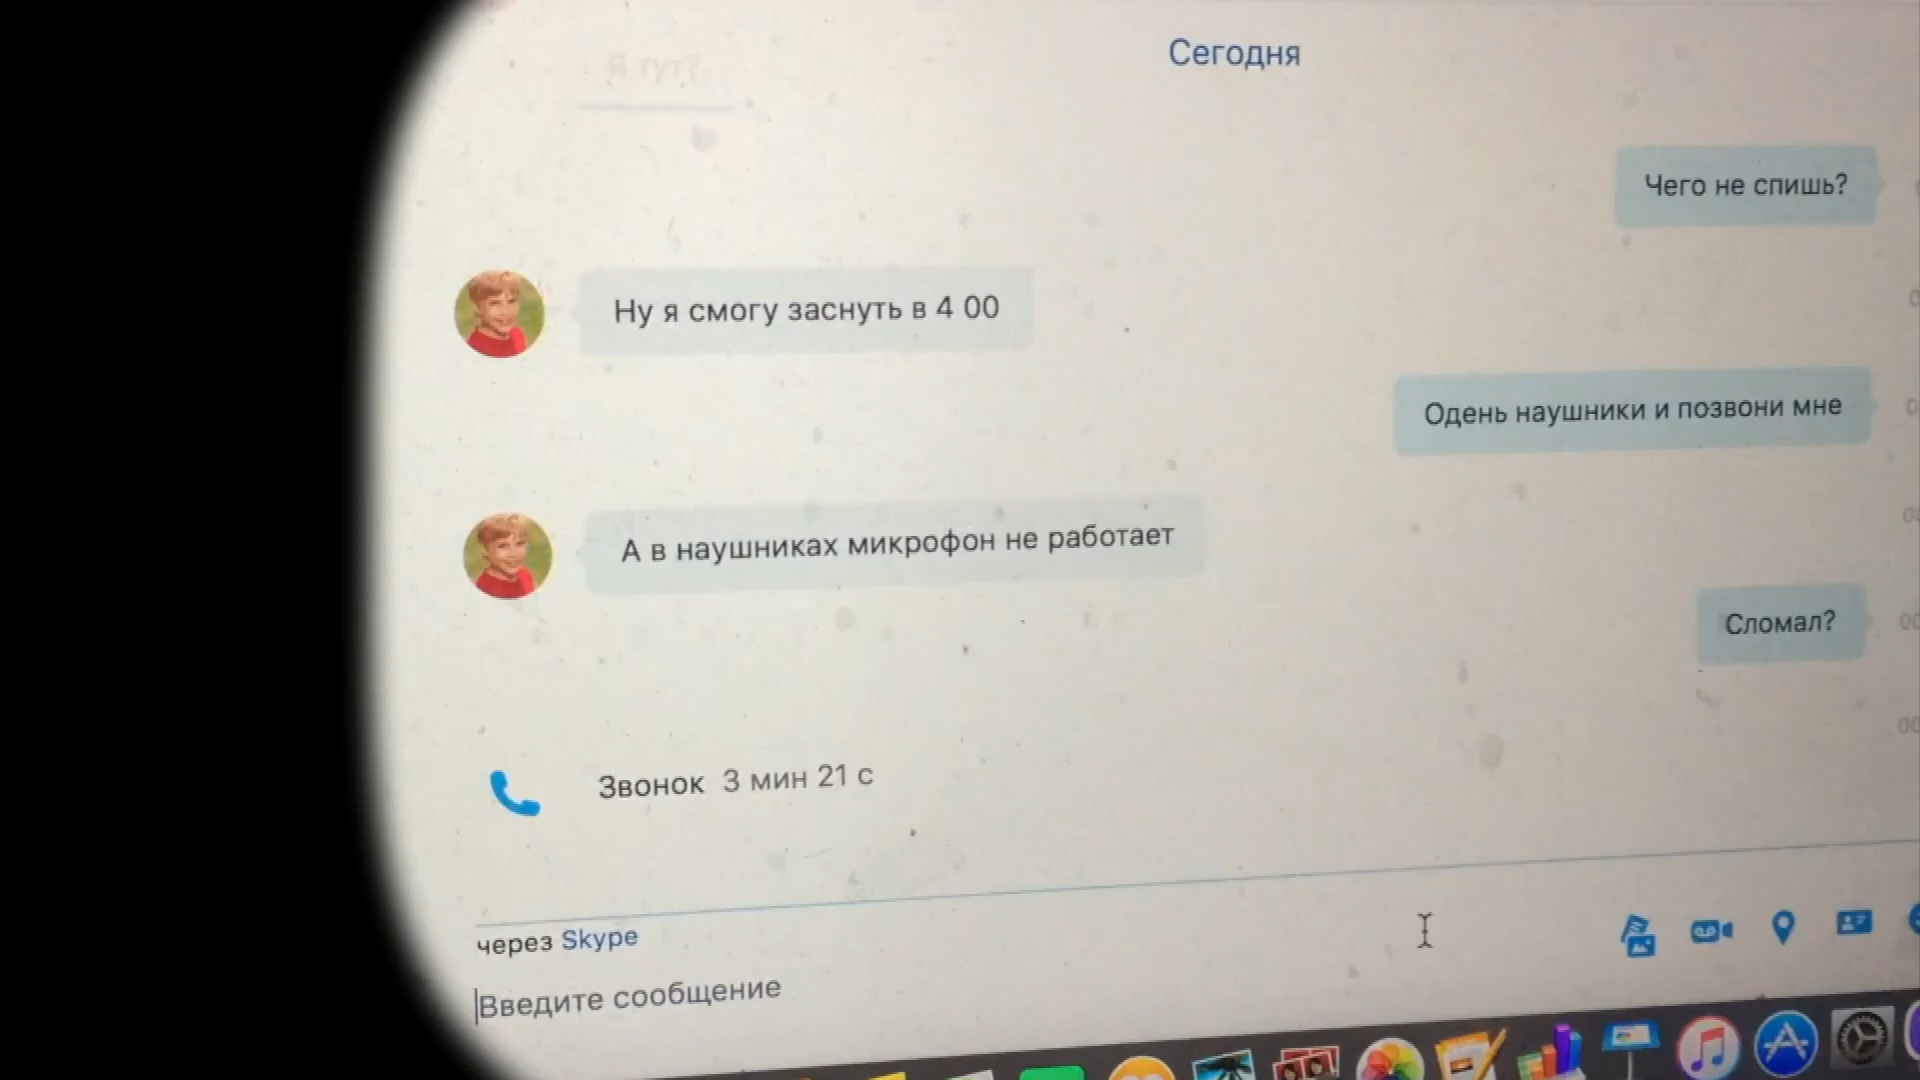 Я тут?
Сегодня
Чего не спишь?
Ну я смогу заснуть в 4 00
Одень наушники и позвони мне
А в наушниках микрофон не работает
Сломал?
Звонок 3 мин 21 с
через Skype
Введите сообщение